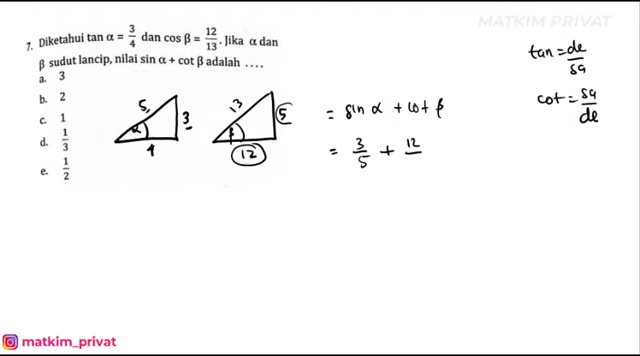 MATKIM PRIVAT
7. Diketahui tan α = 3/4 dan cos β = 12/13. Jika α dan
β sudut lancip, nilai sin α + cot β adalah ....
a. 3
b. 2
c. 1
d. 1/3
e. 1/2
5
3
α
4
13
5
β
12
= sin α + cot β
= 3/5 + 12
tan = de/sa
cot = sa/de
matkim_privat